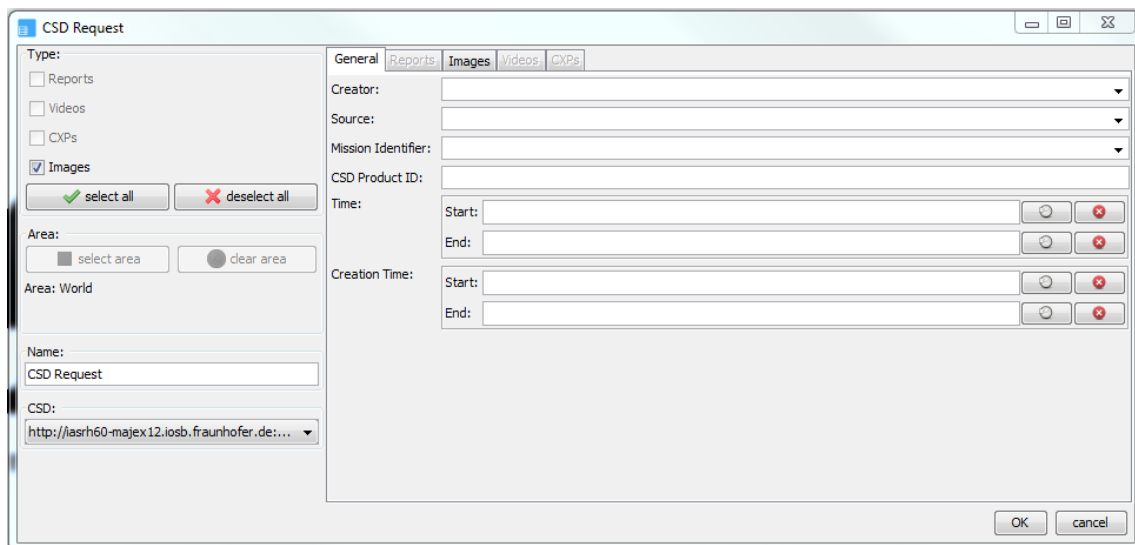 CSD Request
Type:
Reports
Videos
CXPs
Images
select all
deselect all
Area:
select area
clear area
Area: World
Name:
CSD Request
CSD:
http://iasrh60-majex12.iosb.fraunhofer.de:...
General
Reports
Images
Videos
CXPs
Creator:
Source:
Mission Identifier:
CSD Product ID:
Time:
Start:
End:
Creation Time:
Start:
End:
OK
cancel